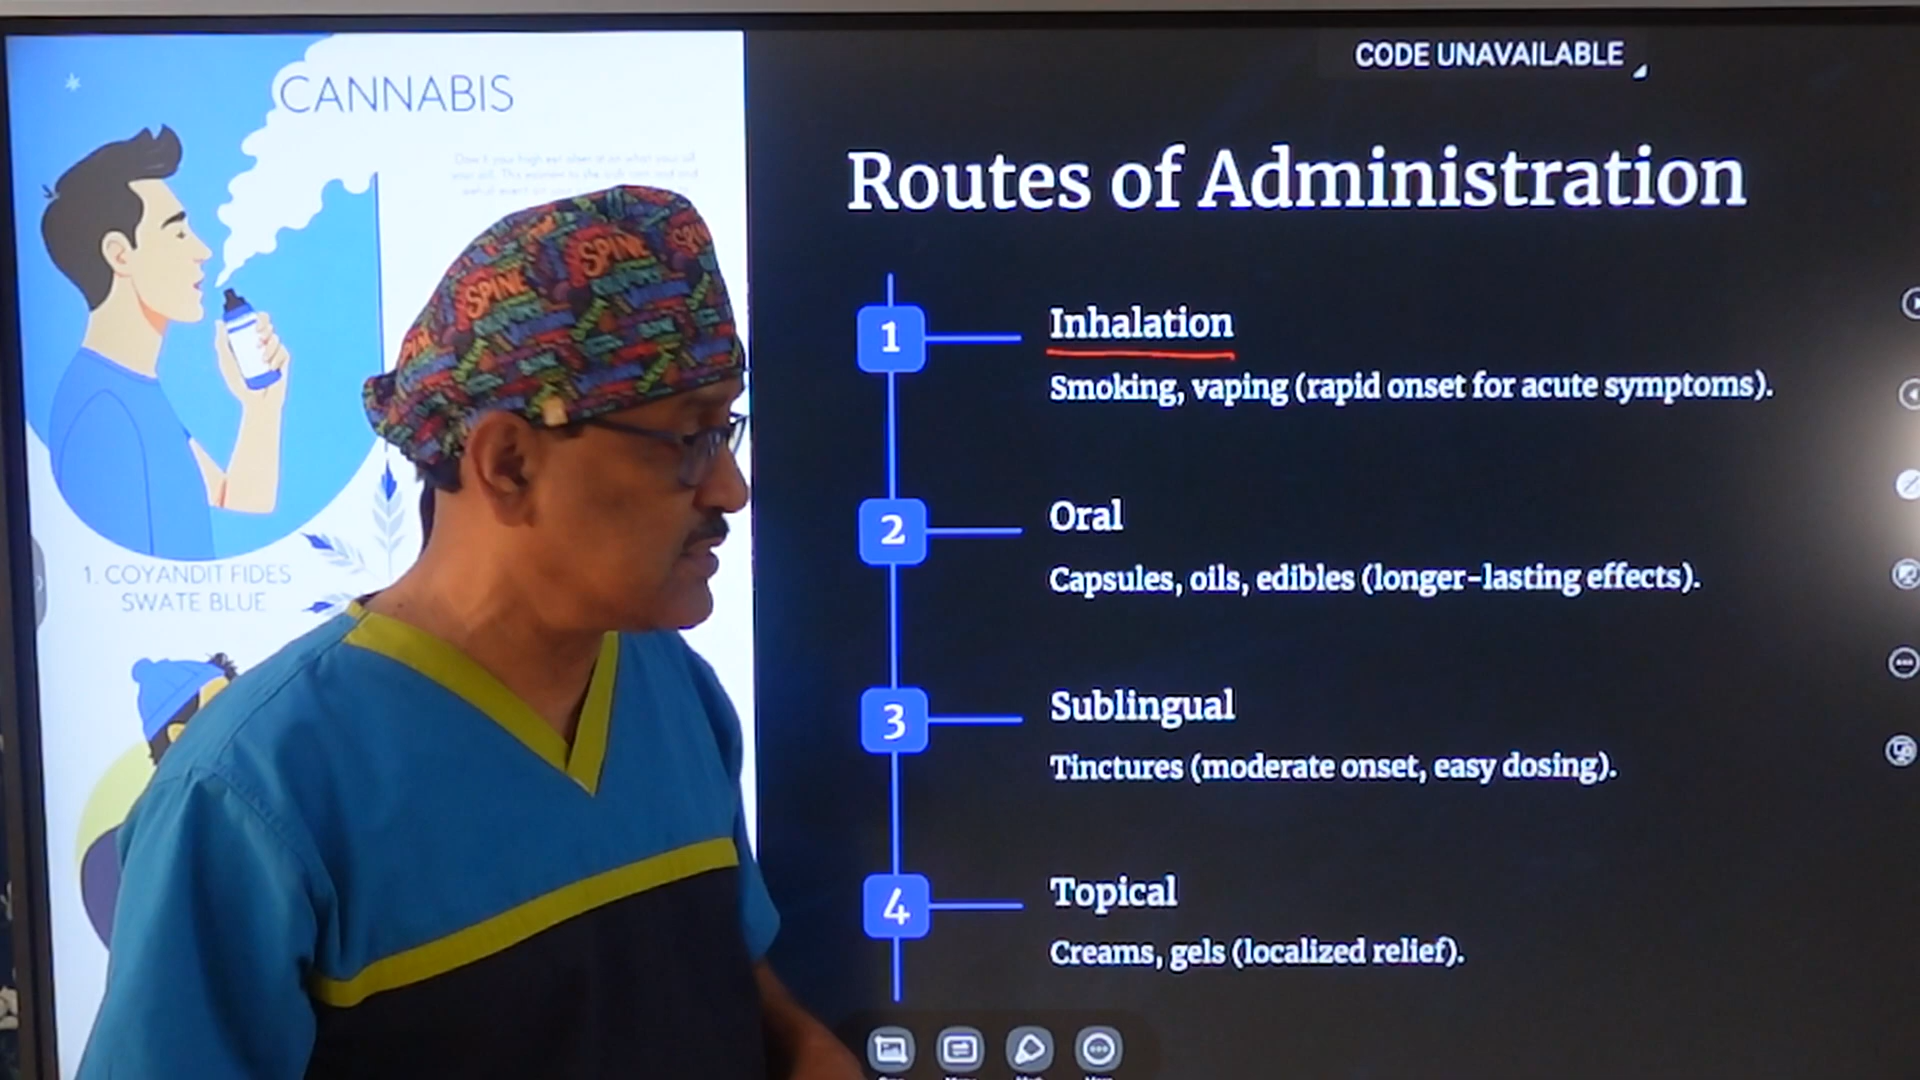 CANNABIS
1. COYANDIT FIDES
SWATE BLUE
SPINE
SPINE
CODE UNAVAILABLE
Routes of Administration
1
Inhalation
Smoking, vaping (rapid onset for acute symptoms).
2
Oral
Capsules, oils, edibles (longer-lasting effects).
3
Sublingual
Tinctures (moderate onset, easy dosing).
4
Topical
Creams, gels (localized relief).